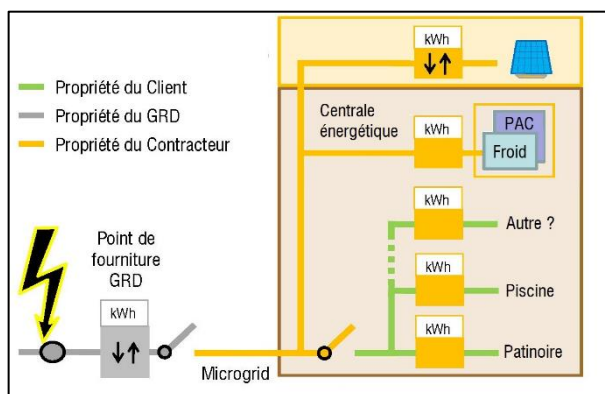 kWh
Propriété du Client
Propriété du GRD
Propriété du Contracteur
Centrale
énergétique
kWh
PAC
Froid
Point de
fourniture
GRD
kWh
kWh
Autre ?
kWh
Piscine
kWh
Patinoire
Microgrid